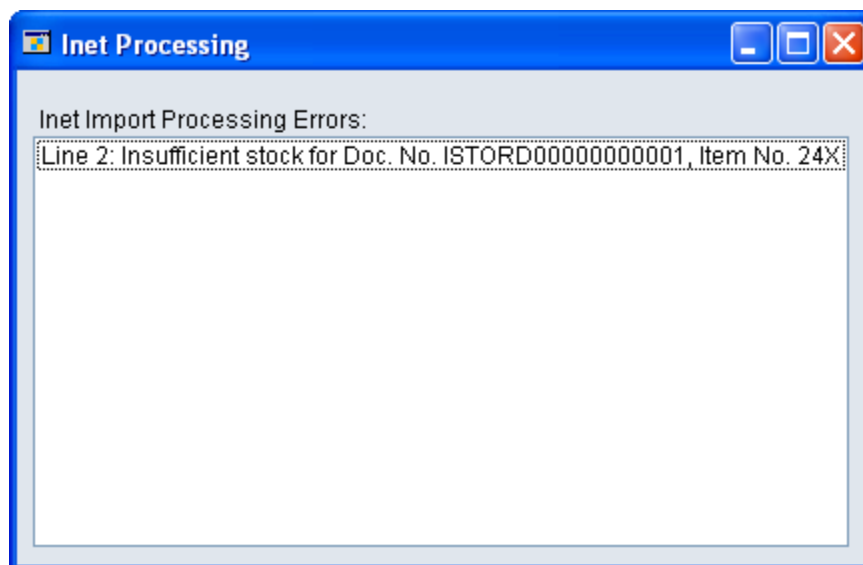 Inet Processing
Inet Import Processing Errors:
Line 2: Insufficient stock for Doc. No. ISTORD00000000001, Item No. 24X